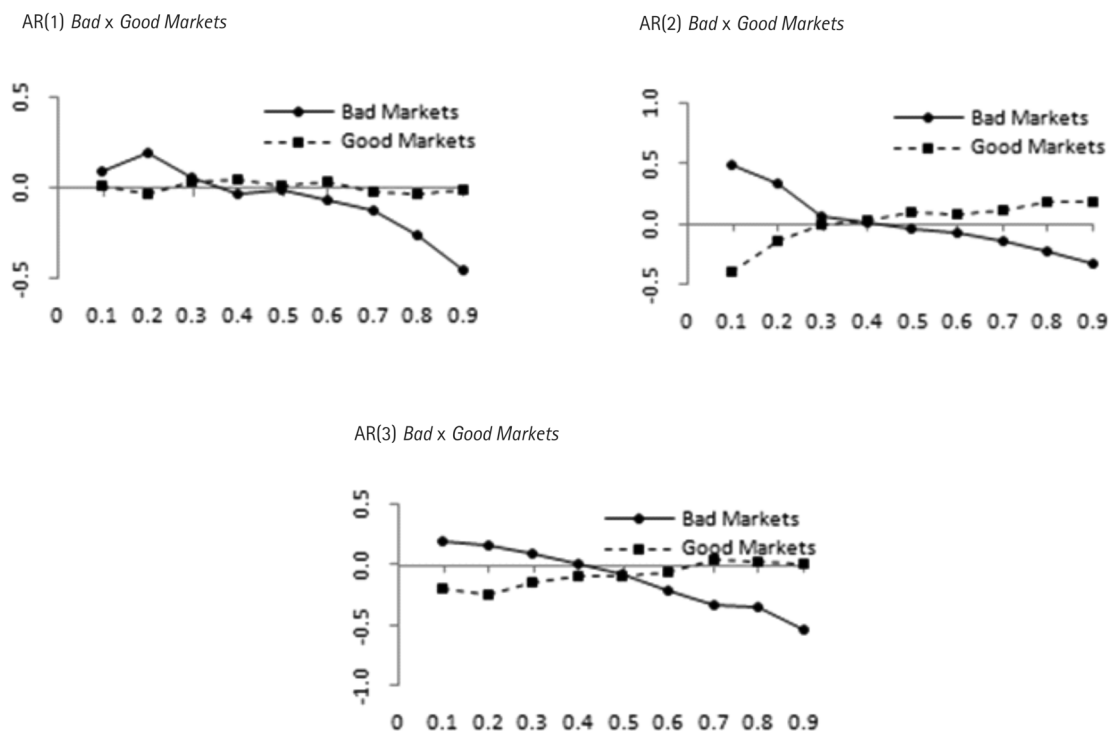 AR(1) Bad x Good Markets
0.5
0.0
-0.5
Bad Markets
Good Markets
0 0.1 0.2 0.3 0.4 0.5 0.6 0.7 0.8 0.9
AR(2) Bad x Good Markets
1.0
0.5
0.0
-0.5
Bad Markets
Good Markets
0 0.1 0.2 0.3 0.4 0.5 0.6 0.7 0.8 0.9
AR(3) Bad x Good Markets
0.5
0.0
-0.5
-1.0
Bad Markets
Good Markets
0 0.1 0.2 0.3 0.4 0.5 0.6 0.7 0.8 0.9